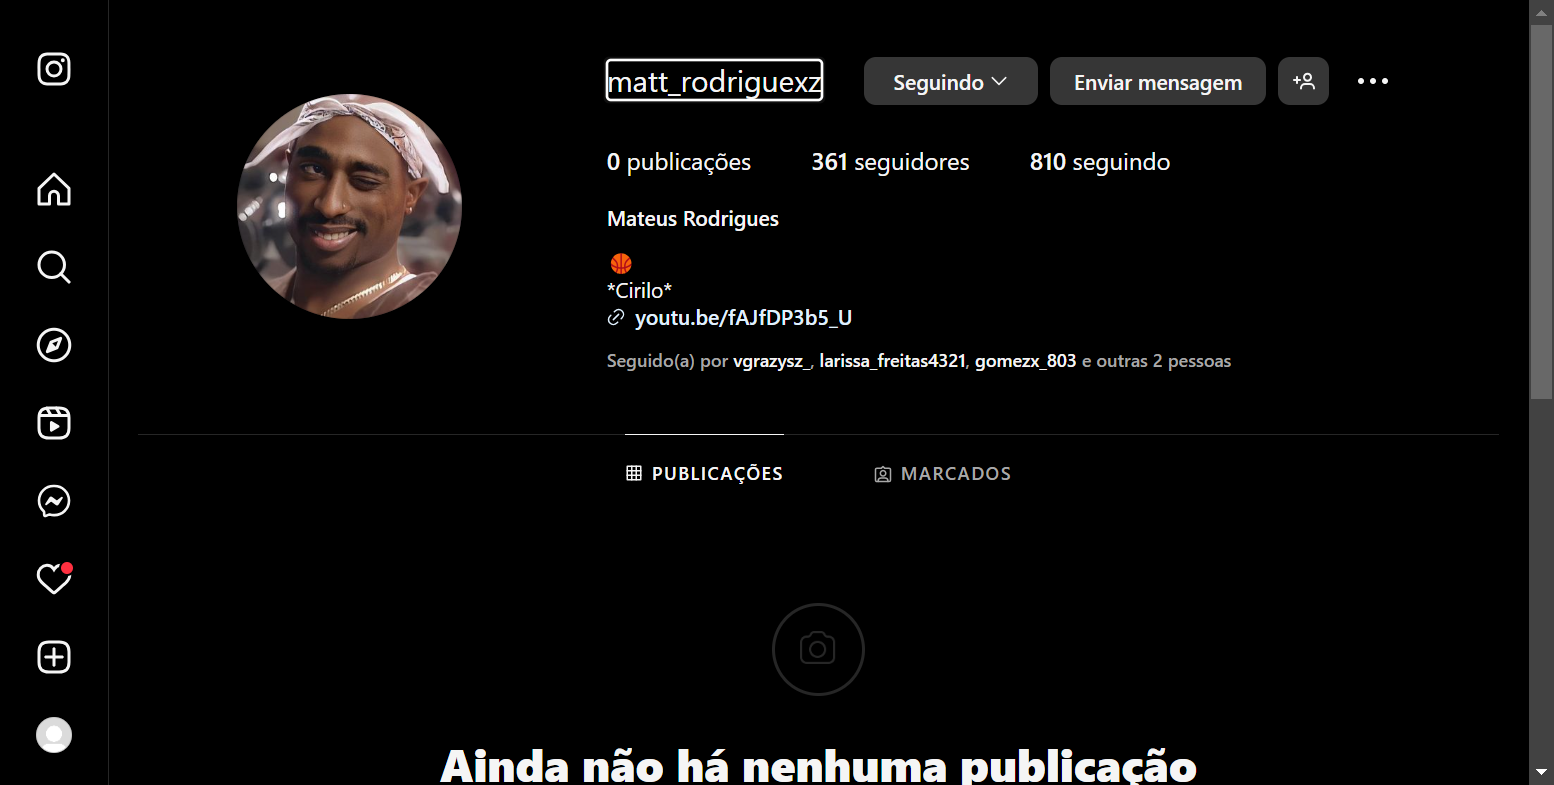 matt_rodriguexz
Seguindo
Enviar mensagem
0 publicações
361 seguidores
810 seguindo
Mateus Rodrigues
*Cirilo*
youtu.be/fAJfDP3b5_U
Seguido(a) por vgrazysz_, larissa_freitas4321, gomezx_803 e outras 2 pessoas
PUBLICAÇÕES
MARCADOS
Ainda não há nenhuma publicação